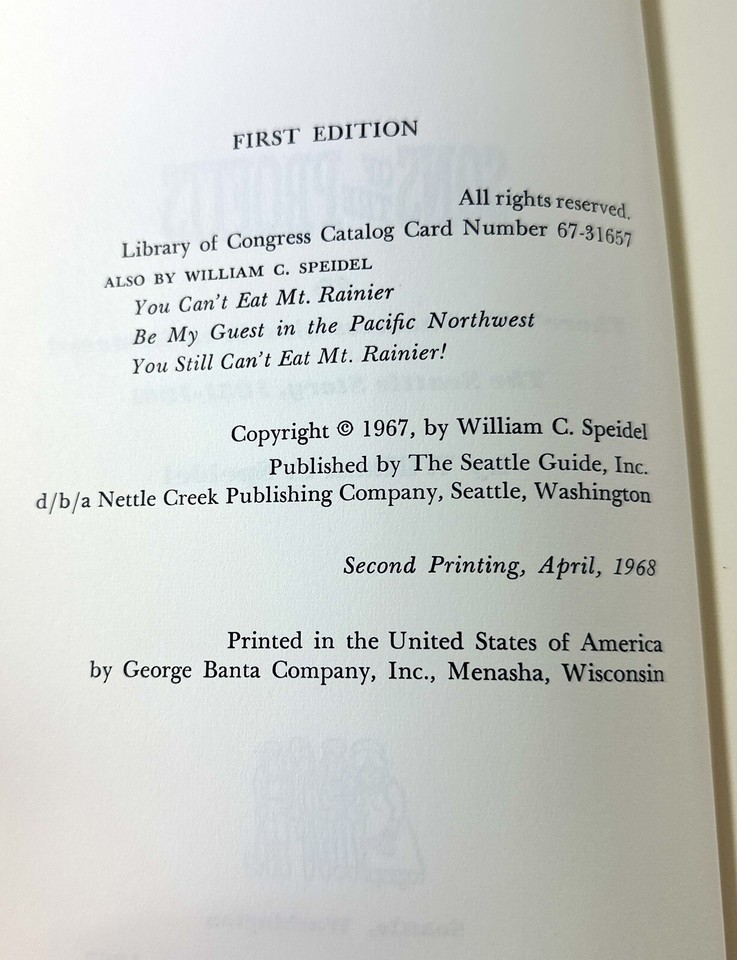 FIRST EDITION
All rights reserved.
Library of Congress Catalog Card Number 67-31657
ALSO BY WILLIAM C. SPEIDEL
You Can't Eat Mt. Rainier
Be My Guest in the Pacific Northwest
You Still Can't Eat Mt. Rainier!
Copyright © 1967, by William C. Speidel
Published by The Seattle Guide, Inc.
d/b/a Nettle Creek Publishing Company, Seattle, Washington
Second Printing, April, 1968
Printed in the United States of America
by George Banta Company, Inc., Menasha, Wisconsin